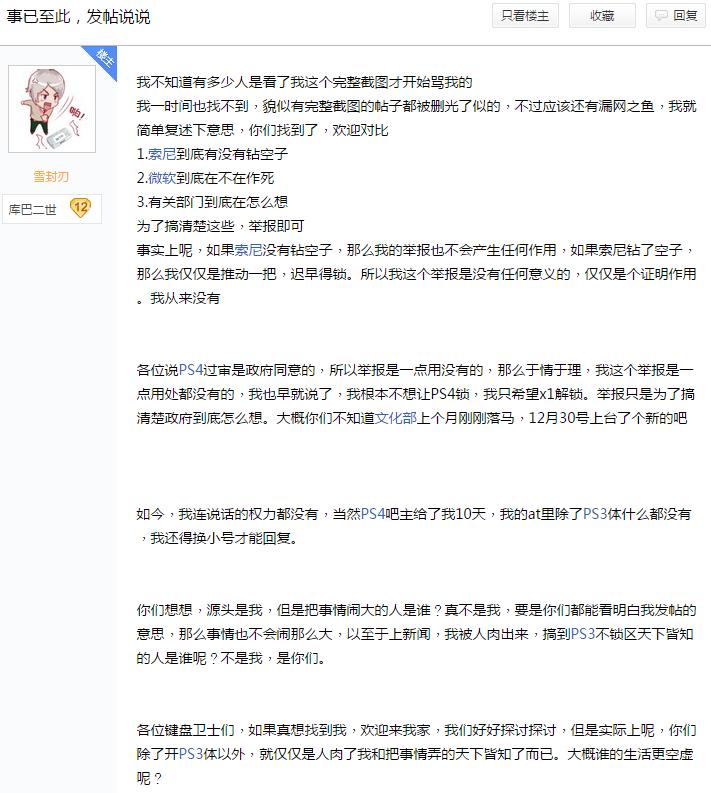 事已至此，发帖说说
只看楼主
收藏
回复
楼主
啪!
雪封刃
库巴二世 12
我不知道有多少人是看了我这个完整截图才开始骂我的
我一时间也找不到，貌似有完整截图的帖子都被删光了似的，不过应该还有漏网之鱼，我就
简单复述下意思，你们找到了，欢迎对比
1.索尼到底有没有钻空子
2.微软到底在不在作死
3.有关部门到底在怎么想
为了搞清楚这些，举报即可
事实上呢，如果索尼没有钻空子，那么我的举报也不会产生任何作用，如果索尼钻了空子，
那么我仅仅是推动一把，迟早得锁。所以我这个举报是没有任何意义的，仅仅是个证明作用
。我从来没有
各位说PS4过审是政府同意的，所以举报是一点用没有的，那么于情于理，我这个举报是一
点用处都没有的，我也早就说了，我根本不想让PS4锁，我只希望x1解锁。举报只是为了搞
清楚政府到底怎么想。大概你们不知道文化部上个月刚刚落马，12月30号上台了个新的吧
如今，我连说话的权力都没有，当然PS4吧主给了我10天，我的at里除了PS3体什么都没有
，我还得换小号才能回复。
你们想想，源头是我，但是把事情闹大的人是谁？真不是我，要是你们都能看明白我发帖的
意思，那么事情也不会闹那么大，以至于上新闻，我被人肉出来，搞到PS3不锁区天下皆知
的人是谁呢？不是我，是你们。
各位键盘卫士们，如果真想找到我，欢迎来我家，我们好好探讨探讨，但是实际上呢，你们
除了开PS3体以外，就仅仅是人肉了我和把事情弄的天下皆知了而已。大概谁的生活更空虚
呢？